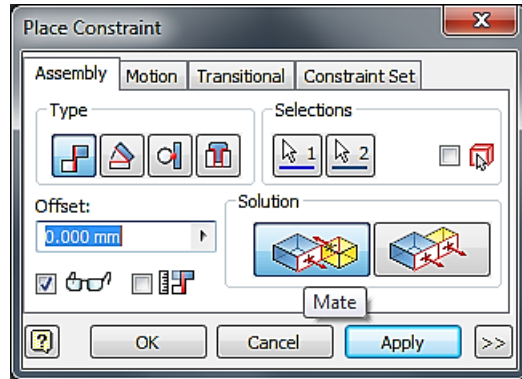 Place Constraint
Assembly Motion Transitional Constraint Set
Type Selections
1 2
Offset: Solution
0.000 mm
Mate
? OK Cancel Apply >>